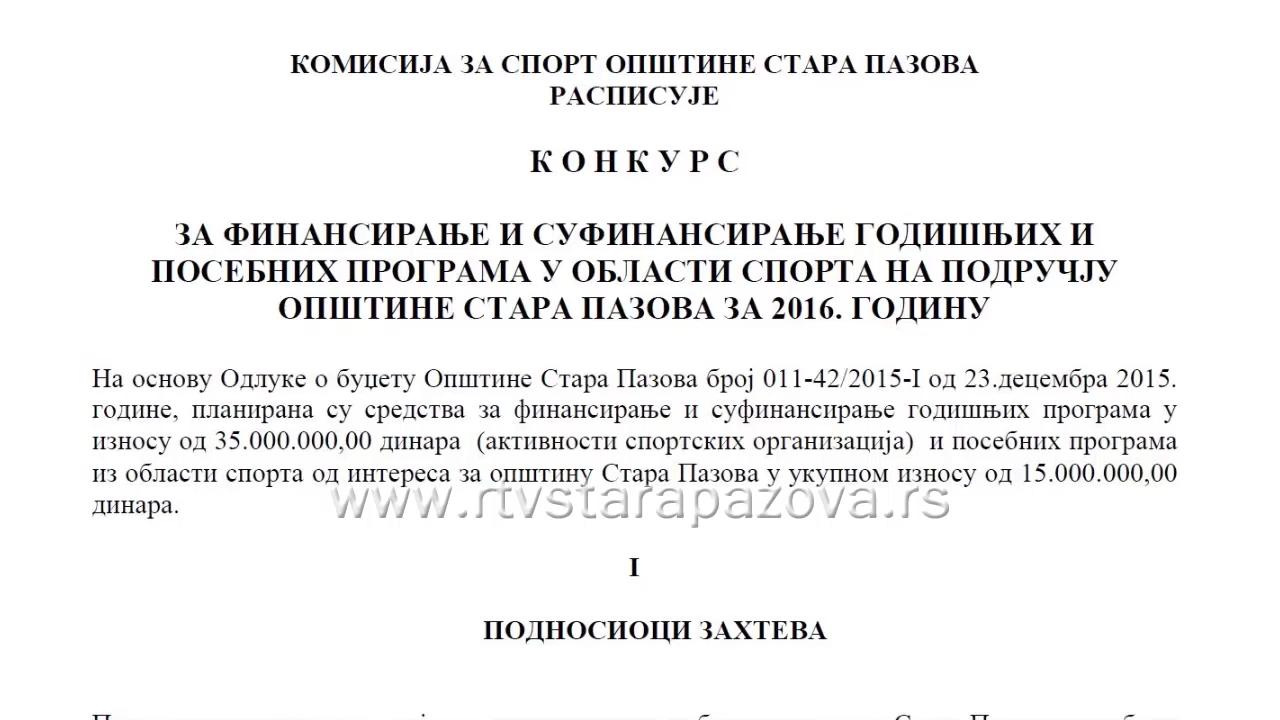 КОМИСИЈА ЗА СПОРТ ОПШТИНЕ СТАРА ПАЗОВА
РАСПИСУЈЕ
К О Н К У Р С
ЗА ФИНАНСИРАЊЕ И СУФИНАНСИРАЊЕ ГОДИШЊИХ И
ПОСЕБНИХ ПРОГРАМА У ОБЛАСТИ СПОРТА НА ПОДРУЧЈУ
ОПШТИНЕ СТАРА ПАЗОВА ЗА 2016. ГОДИНУ
На основу Одлуке о буџету Општине Стара Пазова број 011-42/2015-I од 23.децембра 2015.
године, планирана су средства за финансирање и суфинансирање годишњих програма у
износу од 35.000.000,00 динара (активности спортских организација) и посебних програма
из области спорта од интереса за општину Стара Пазова у укупном износу од 15.000.000,00
динара.
www.rtvstarapazova.rs
I
ПОДНОСИОЦИ ЗАХТЕВА